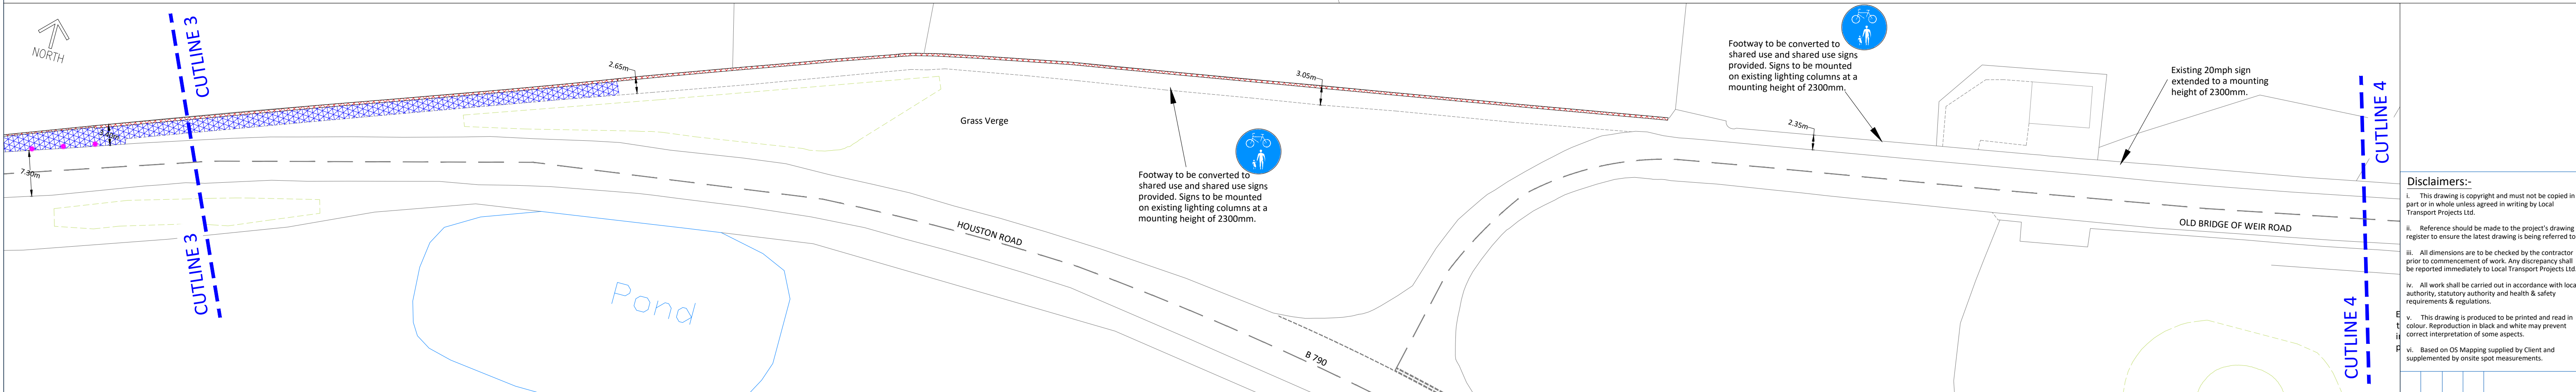 NORTH
CUTLINE 3
CUTLINE 3
7.30m
2.65m
Grass Verge
3.05m
Footway to be converted to
shared use and shared use signs
provided. Signs to be mounted
on existing lighting columns at a
mounting height of 2300mm.
HOUSTON ROAD
Pond
B 790
Footway to be converted to
shared use and shared use signs
provided. Signs to be mounted
on existing lighting columns at a
mounting height of 2300mm.
2.35m
Existing 20mph sign
extended to a mounting
height of 2300mm.
OLD BRIDGE OF WEIR ROAD
CUTLINE 4
CUTLINE 4
Disclaimers:-
i. This drawing is copyright and must not be copied in
part or in whole unless agreed in writing by Local
Transport Projects Ltd.
ii. Reference should be made to the project's drawing
register to ensure the latest drawing is being referred to
iii. All dimensions are to be checked by the contractor
prior to commencement of work. Any discrepancy shall
be reported immediately to Local Transport Projects Ltd.
iv. All work shall be carried out in accordance with loca
authority, statutory authority and health & safety
requirements & regulations.
v. This drawing is produced to be printed and read in
colour. Reproduction in black and white may prevent
correct interpretation of some aspects.
vi. Based on OS Mapping supplied by Client and
supplemented by onsite spot measurements.